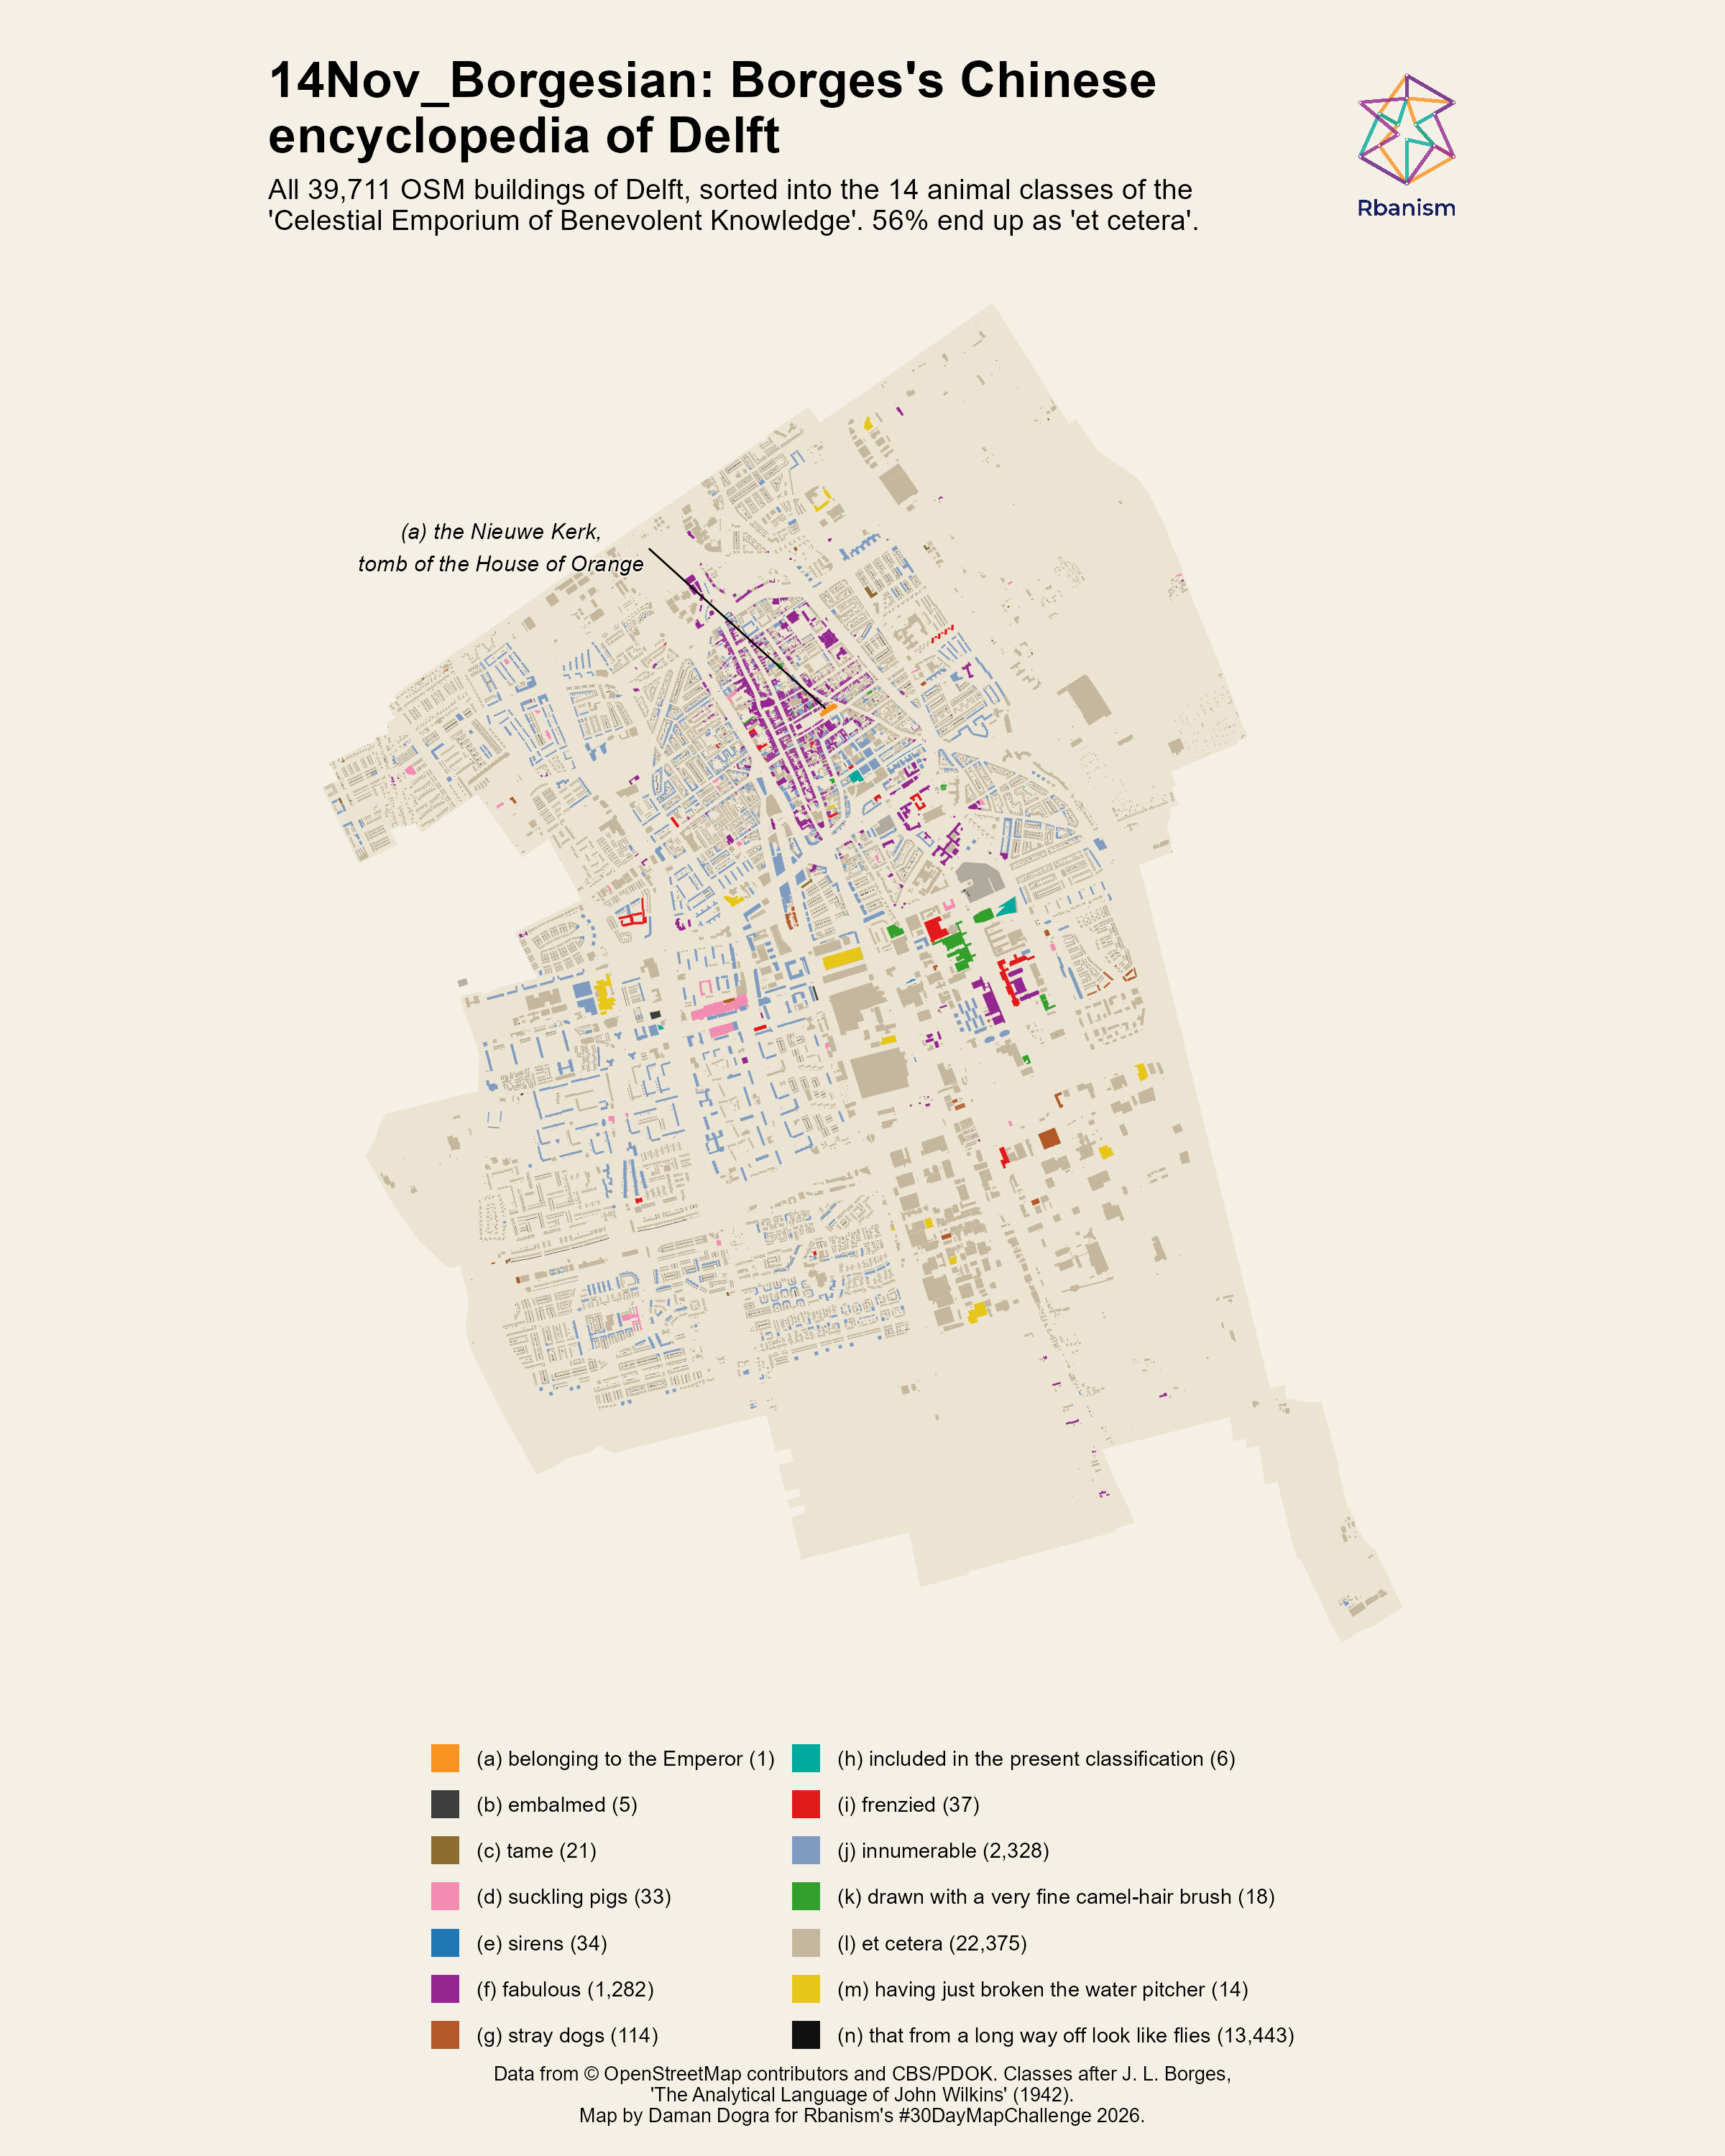 14Nov_Borgesian: Borges's Chinese
encyclopedia of Delft
All 39,711 OSM buildings of Delft, sorted into the 14 animal classes of the
'Celestial Emporium of Benevolent Knowledge'. 56% end up as 'et cetera'.
Rbanism
(a) the Nieuwe Kerk,
tomb of the House of Orange
(a) belonging to the Emperor (1)
(b) embalmed (5)
(c) tame (21)
(d) suckling pigs (33)
(e) sirens (34)
(f) fabulous (1,282)
(g) stray dogs (114)
(h) included in the present classification (6)
(i) frenzied (37)
(j) innumerable (2,328)
(k) drawn with a very fine camel-hair brush (18)
(l) et cetera (22,375)
(m) having just broken the water pitcher (14)
(n) that from a long way off look like flies (13,443)
Data from © OpenStreetMap contributors and CBS/PDOK. Classes after J. L. Borges,
'The Analytical Language of John Wilkins' (1942).
Map by Daman Dogra for Rbanism's #30DayMapChallenge 2026.